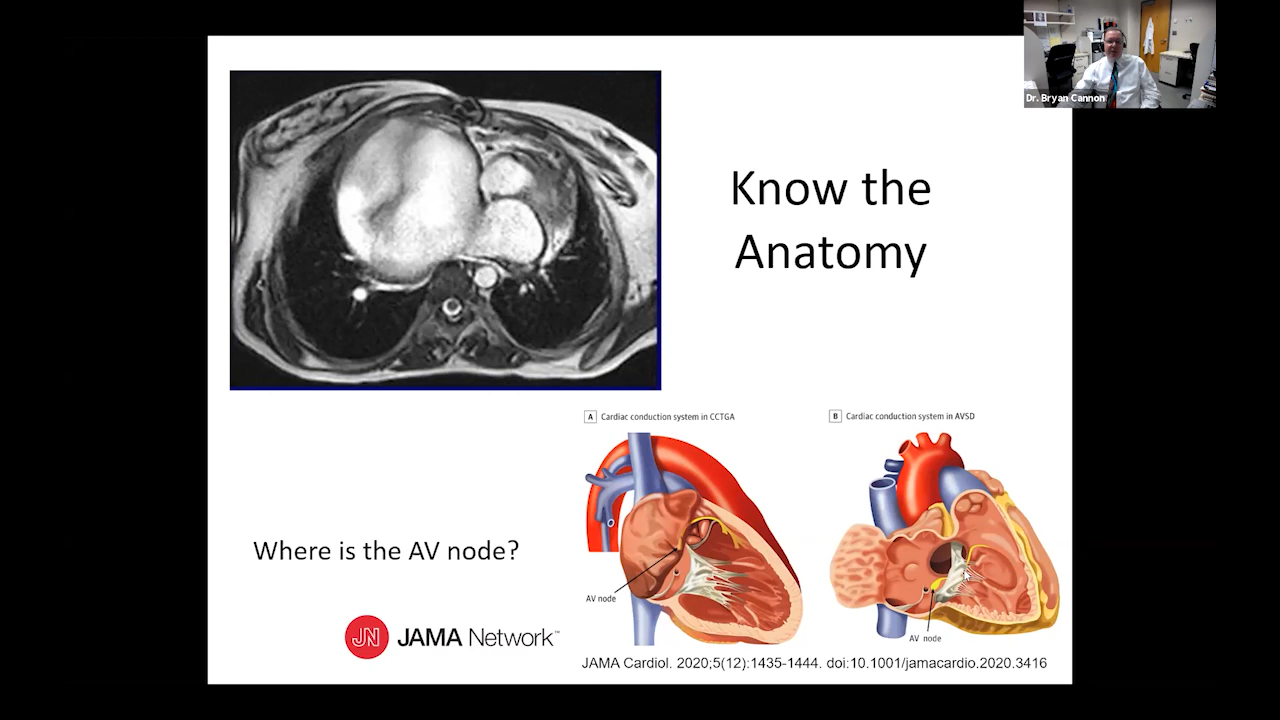 Dr. Bryan Cannon
Know the
Anatomy
A Cardiac conduction system in CCTGA
B Cardiac conduction system in AVSD
Where is the AV node?
AV node
AV node
JN JAMA Network™
JAMA Cardiol. 2020;5(12):1435-1444. doi:10.1001/jamacardio.2020.3416